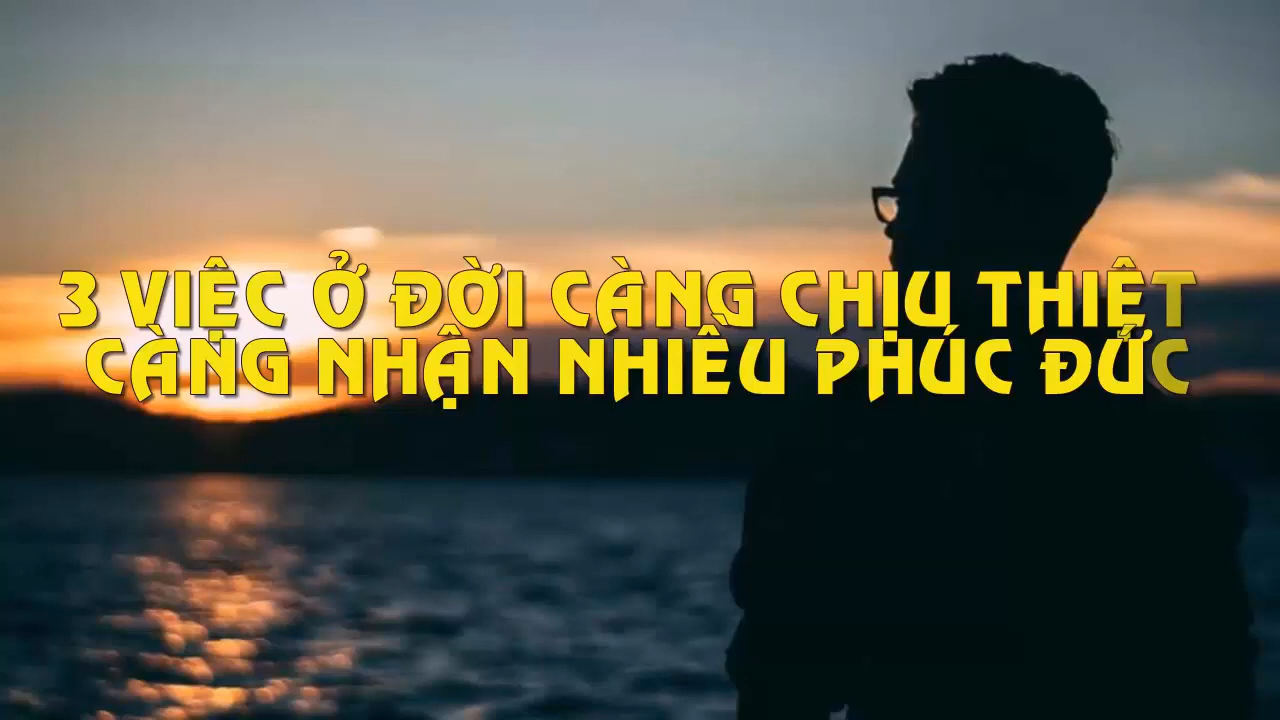 3 VIỆC Ở ĐỜI CÀNG CHỊU THIỆT
CÀNG NHẬN NHIỀU PHÚC ĐỨC